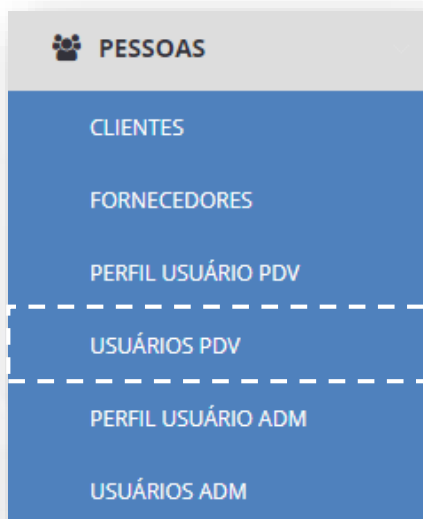 PESSOAS
CLIENTES
FORNECEDORES
PERFIL USUÁRIO PDV
USUÁRIOS PDV
PERFIL USUÁRIO ADM
USUÁRIOS ADM